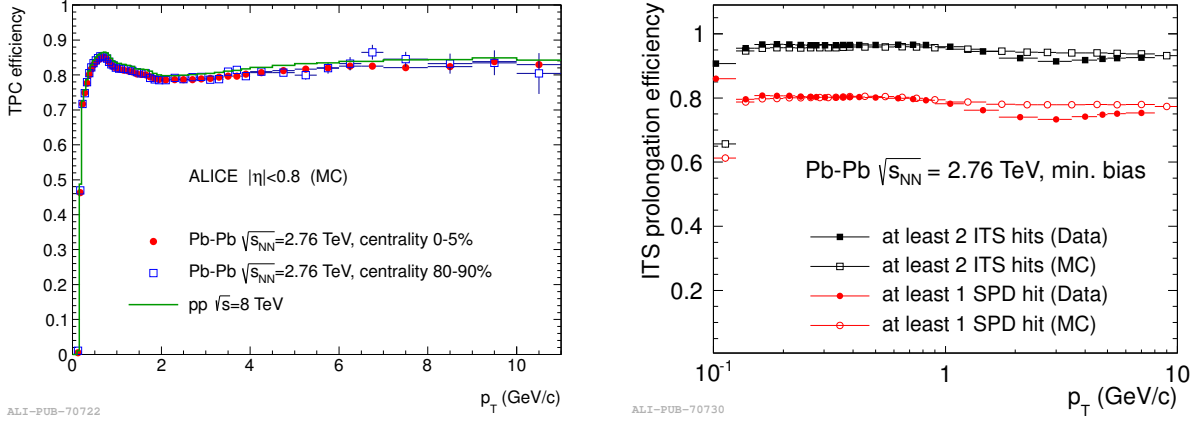 TPC efficiency
1
0.9
0.8
0.7
0.6
0.5
0.4
0.3
0.2
0.1
0
ALICE |η|<0.8 (MC)
Pb-Pb √s_NN=2.76 TeV, centrality 0-5%
Pb-Pb √s_NN=2.76 TeV, centrality 80-90%
pp √s=8 TeV
0 2 4 6 8 10
p_T (GeV/c)
ALI-PUB-70722
ITS prolongation efficiency
1
0.8
0.6
0.4
0.2
Pb-Pb √s_NN = 2.76 TeV, min. bias
at least 2 ITS hits (Data)
at least 2 ITS hits (MC)
at least 1 SPD hit (Data)
at least 1 SPD hit (MC)
10⁻¹ 1 10
p_T (GeV/c)
ALI-PUB-70730